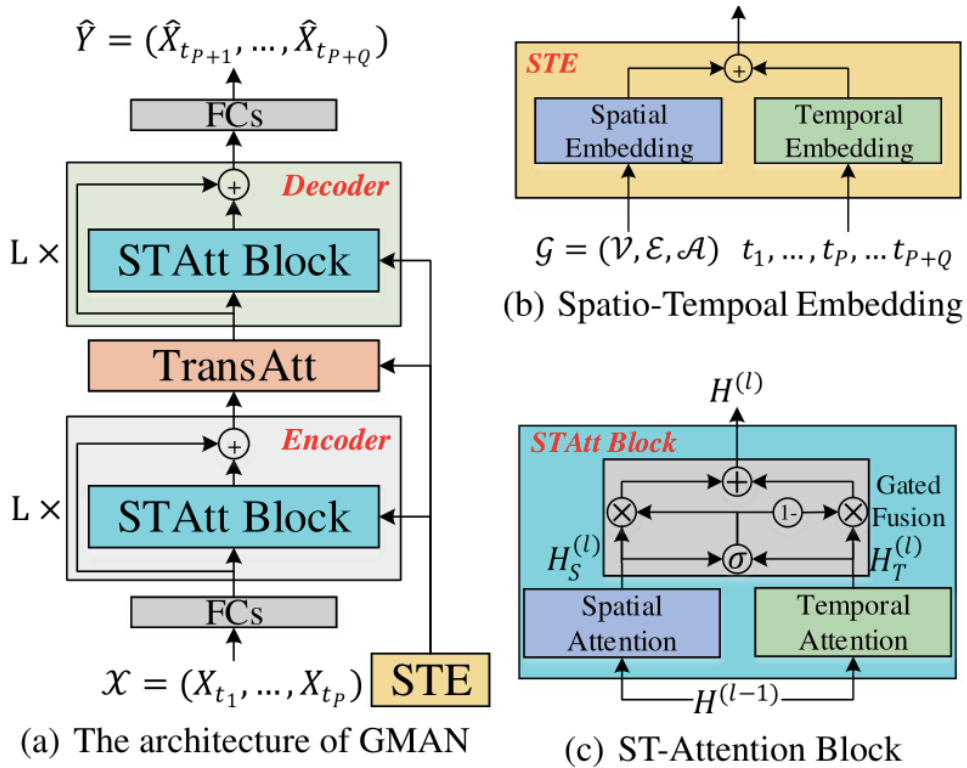 Ŷ = (X̂_{t_{P+1}}, ..., X̂_{t_{P+Q}})
FCs
Decoder
L ×
STAtt Block
TransAtt
Encoder
L ×
STAtt Block
FCs
𝒳 = (X_{t_1}, ..., X_{t_P})
STE
(a) The architecture of GMAN
STE
Spatial
Embedding
Temporal
Embedding
𝒢 = (𝒱, ℰ, 𝒜)
t_1, ..., t_P, ... t_{P+Q}
(b) Spatio-Tempoal Embedding
H^{(l)}
STAtt Block
Gated
Fusion
1-
σ
H_S^{(l)}
H_T^{(l)}
Spatial
Attention
Temporal
Attention
H^{(l-1)}
(c) ST-Attention Block